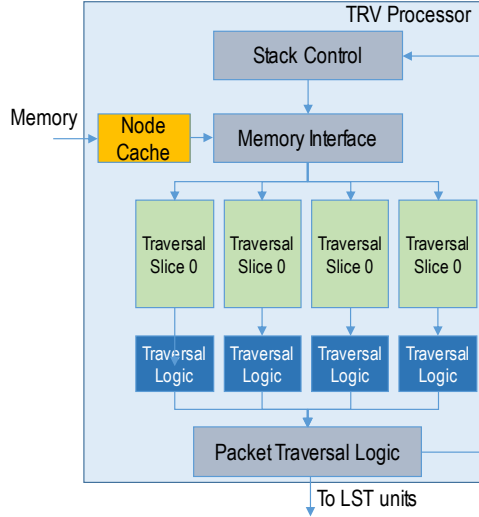 TRV Processor
Stack Control
Memory
Node
Cache
Memory Interface
Traversal
Slice 0
Traversal
Slice 0
Traversal
Slice 0
Traversal
Slice 0
Traversal
Logic
Traversal
Logic
Traversal
Logic
Traversal
Logic
Packet Traversal Logic
To LST units